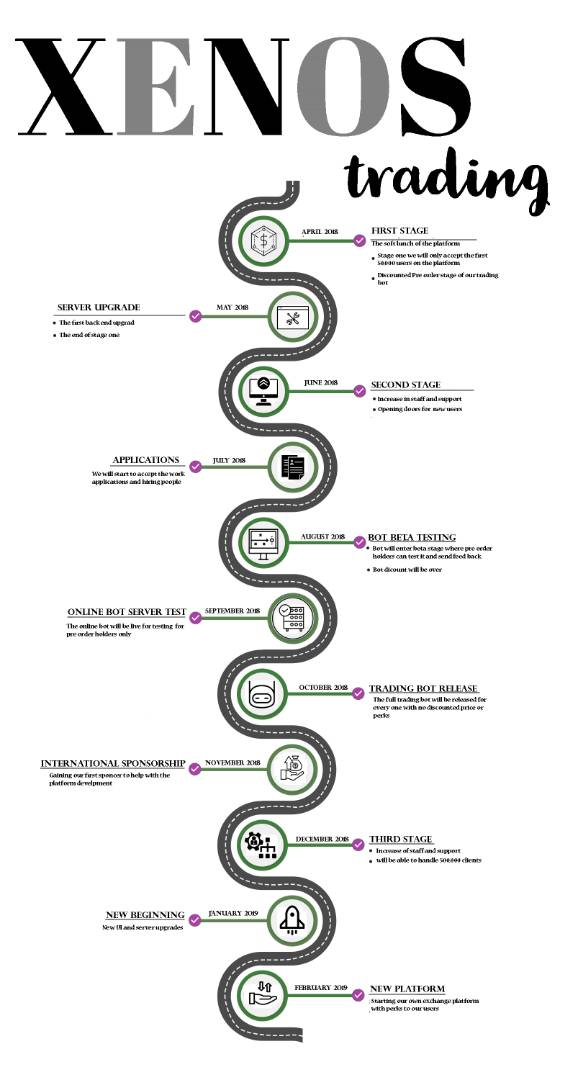 XENOS
trading
APRIL 2018
FIRST STAGE
The soft lunch of the platform
Stage one we will only accept the first
50000 users on the platform
Discounted Pre order stage of our trading
bot
SERVER UPGRADE
MAY 2018
The first back end upgrad
The end of stage one
JUNE 2018
SECOND STAGE
Increase in staff and support
Opening doors for new users
APPLICATIONS
JULY 2018
We will start to accept the work
applications and hiring people
AUGUST 2018
BOT BETA TESTING
Bot will enter beta stage where pre order
holders can test it and send feed back
Bot dicount will be over
ONLINE BOT SERVER TEST
SEPTEMBER 2018
The online bot will be live for testing for
pre order holders only
OCTOBER 2018
TRADING BOT RELEASE
The full trading bot will be released for
every one with no discounted price or
perks
INTERNATIONAL SPONSORSHIP
NOVEMBER 2018
Gaining our first sponcer to help with the
platform develpment
DECEMBER 2018
THIRD STAGE
Increase of staff and support
will be able to handle 500.000 clients
NEW BEGINNING
JANUARY 2019
New UI and server upgrades
FEBRUARY 2019
NEW PLATFORM
Starting our own exchange platform
with perks to our users